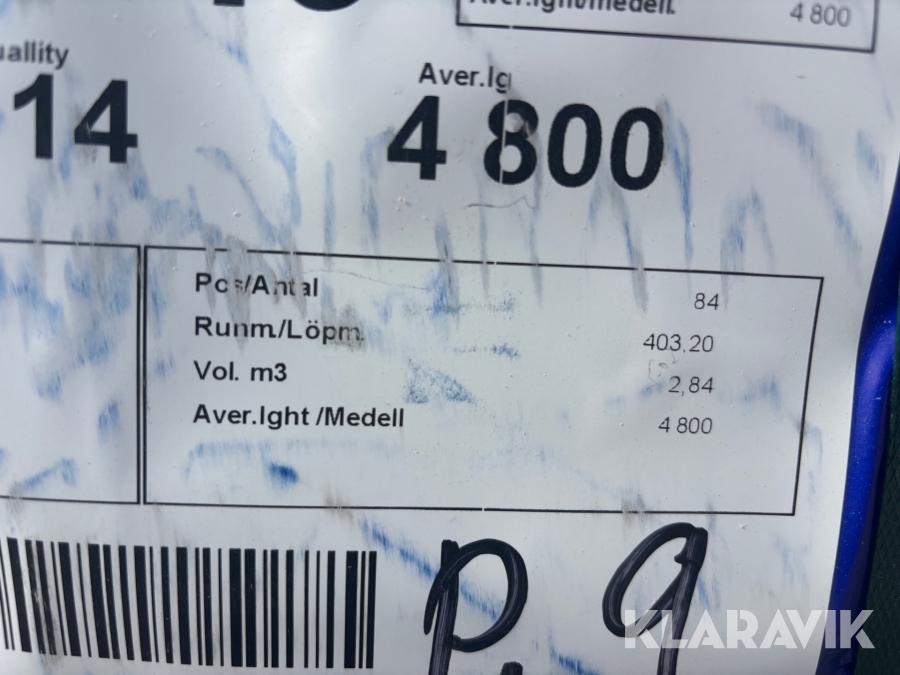 Aver.lght/medell. 4 800
Aver.lg
14 4 800
Pcs/Antal 84
Runm./Löpm. 403,20
Vol. m3 2,84
Aver.lght /Medell 4 800
P. 9
KLARAVIK